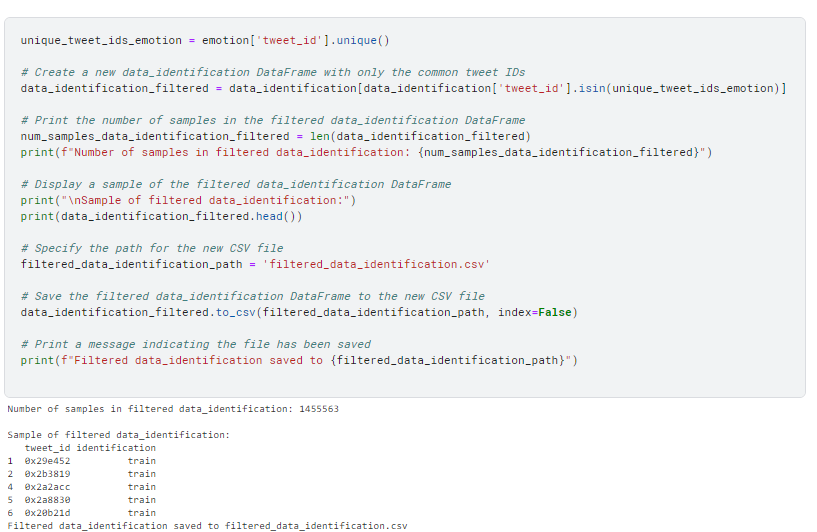 unique_tweet_ids_emotion = emotion['tweet_id'].unique()
# Create a new data_identification DataFrame with only the common tweet IDs
data_identification_filtered = data_identification[data_identification['tweet_id'].isin(unique_tweet_ids_emotion)]
# Print the number of samples in the filtered data_identification DataFrame
num_samples_data_identification_filtered = len(data_identification_filtered)
print(f"Number of samples in filtered data_identification: {num_samples_data_identification_filtered}")
# Display a sample of the filtered data_identification DataFrame
print("\nSample of filtered data_identification:")
print(data_identification_filtered.head())
# Specify the path for the new CSV file
filtered_data_identification_path = 'filtered_data_identification.csv'
# Save the filtered data_identification DataFrame to the new CSV file
data_identification_filtered.to_csv(filtered_data_identification_path, index=False)
# Print a message indicating the file has been saved
print(f"Filtered data_identification saved to {filtered_data_identification_path}")
Number of samples in filtered data_identification: 1455563
Sample of filtered data_identification:
tweet_id identification
1 0x29e452 train
2 0x2b3819 train
4 0x2a2acc train
5 0x2a8830 train
6 0x20b21d train
Filtered data_identification saved to filtered_data_identification.csv